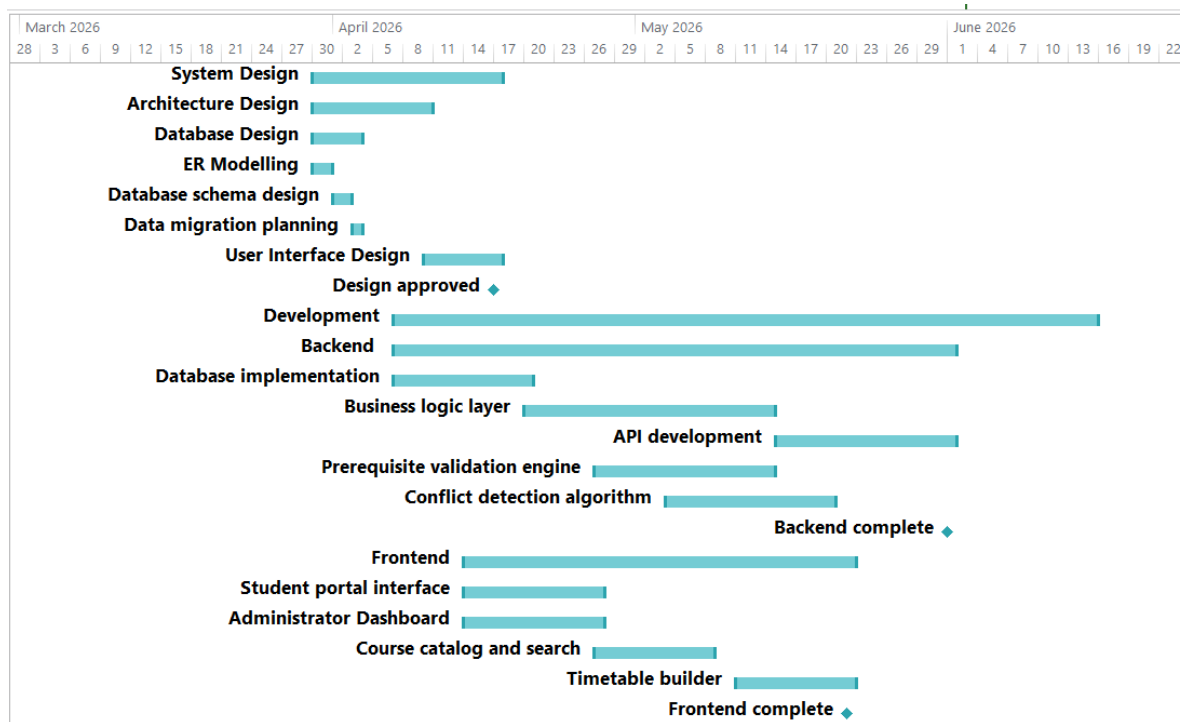 March 2026 April 2026 May 2026 June 2026
28 3 6 9 12 15 18 21 24 27 30 2 5 8 11 14 17 20 23 26 29 2 5 8 11 14 17 20 23 26 29 1 4 7 10 13 16 19 22
System Design
Architecture Design
Database Design
ER Modelling
Database schema design
Data migration planning
User Interface Design
Design approved
Development
Backend
Database implementation
Business logic layer
API development
Prerequisite validation engine
Conflict detection algorithm
Backend complete
Frontend
Student portal interface
Administrator Dashboard
Course catalog and search
Timetable builder
Frontend complete